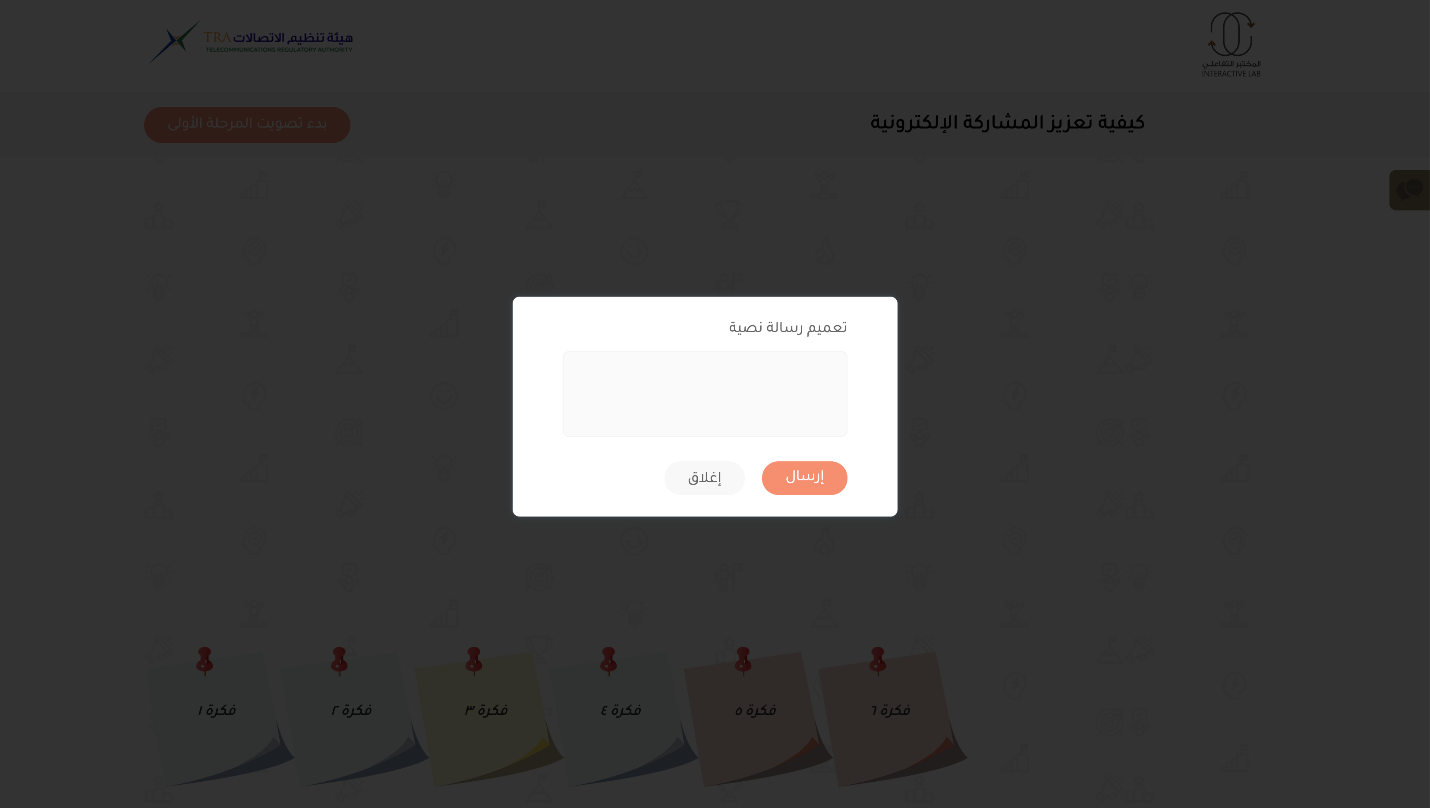 المختبر التفاعلي
INTERACTIVE LAB
هيئة تنظيم الاتصالات TRA
TELECOMMUNICATIONS REGULATORY AUTHORITY
كيفية تعزيز المشاركة الإلكترونية
بدء تصويت المرحلة الأولى
تعميم رسالة نصية
إرسال
إغلاق
فكرة ٦
فكرة ٥
فكرة ٤
فكرة ٣
فكرة ٢
فكرة ١